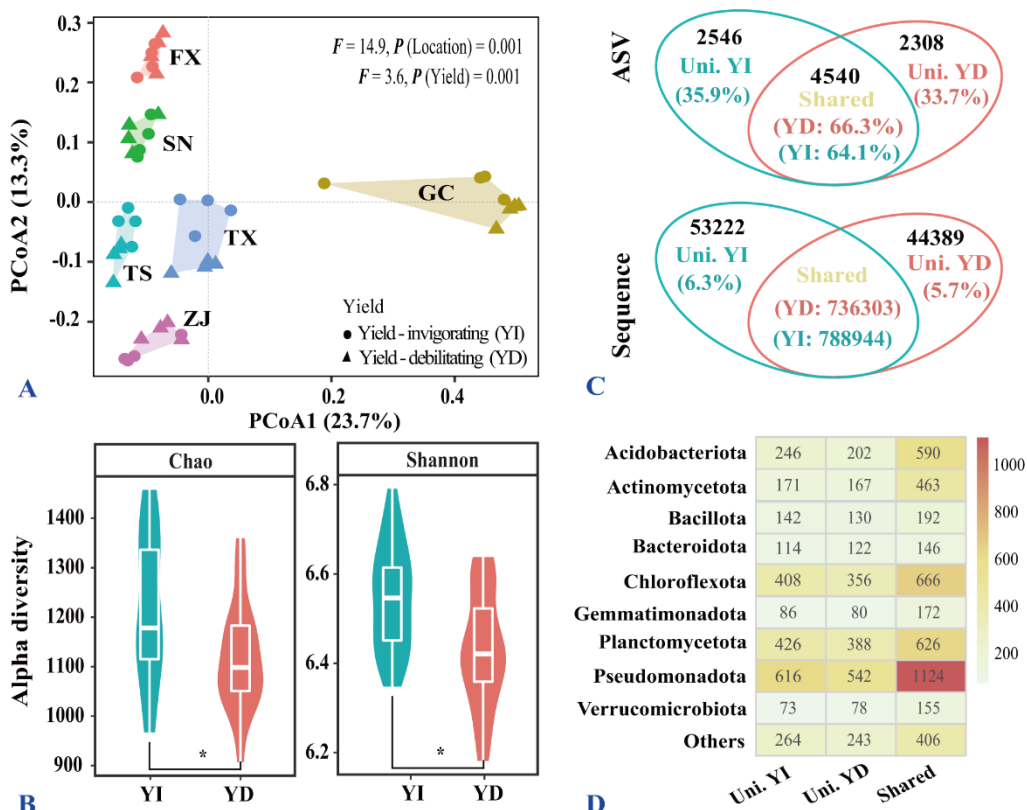 0.3
0.2
0.1
0.0
-0.1
-0.2
PCoA2 (13.3%)
F = 14.9, P (Location) = 0.001
F = 3.6, P (Yield) = 0.001
FX
SN
GC
TX
TS
ZJ
Yield
Yield - invigorating (YI)
Yield - debilitating (YD)
0.0
0.2
0.4
PCoA1 (23.7%)
A
Chao
Shannon
Alpha diversity
1400
1300
1200
1100
1000
900
6.8
6.6
6.4
6.2
*
*
YI
YD
YI
YD
B
ASV
2546
Uni. YI
(35.9%)
4540
Shared
(YD: 66.3%)
(YI: 64.1%)
2308
Uni. YD
(33.7%)
Sequence
53222
Uni. YI
(6.3%)
Shared
(YD: 736303)
(YI: 788944)
44389
Uni. YD
(5.7%)
C
Acidobacteriota 246 202 590
Actinomycetota 171 167 463
Bacillota 142 130 192
Bacteroidota 114 122 146
Chloroflexota 408 356 666
Gemmatimonadota 86 80 172
Planctomycetota 426 388 626
Pseudomonadota 616 542 1124
Verrucomicrobiota 73 78 155
Others 264 243 406
Uni. YI
Uni. YD
Shared
1000
800
600
400
200
D